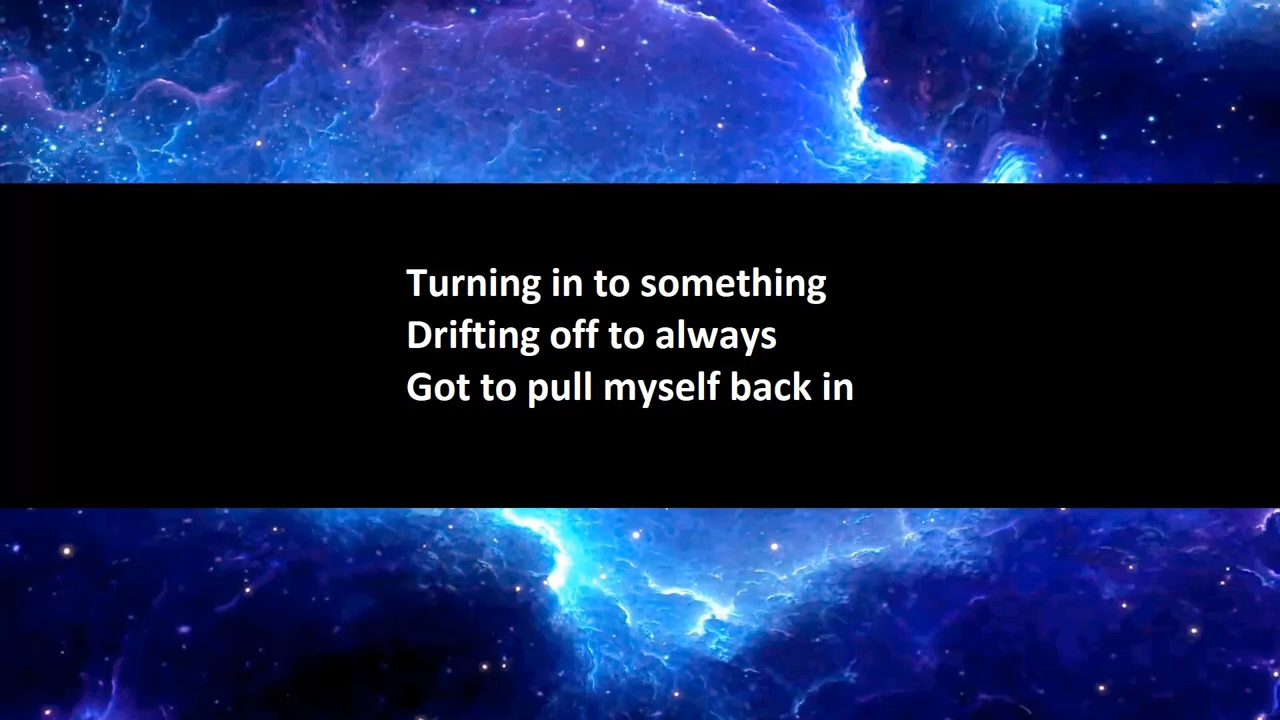 Turning in to something
Drifting off to always
Got to pull myself back in